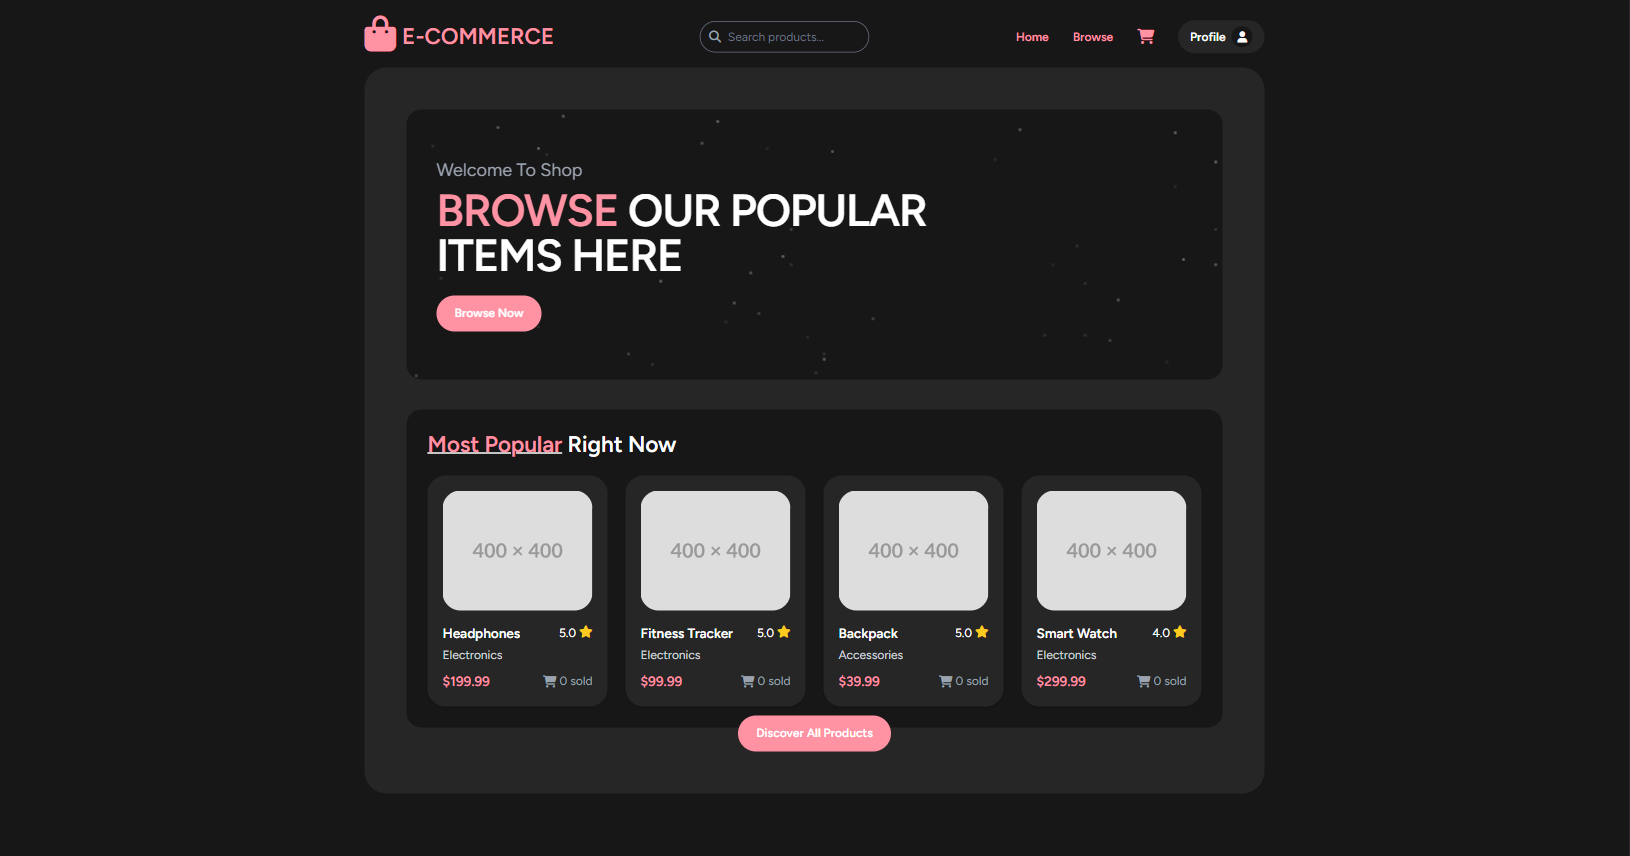 E-COMMERCE
Search products...
Home
Browse
Profile
Welcome To Shop
BROWSE OUR POPULAR
ITEMS HERE
Browse Now
Most Popular Right Now
400 × 400
400 × 400
400 × 400
400 × 400
Headphones 5.0
Electronics
$199.99 0 sold
Fitness Tracker 5.0
Electronics
$99.99 0 sold
Backpack 5.0
Accessories
$39.99 0 sold
Smart Watch 4.0
Electronics
$299.99 0 sold
Discover All Products